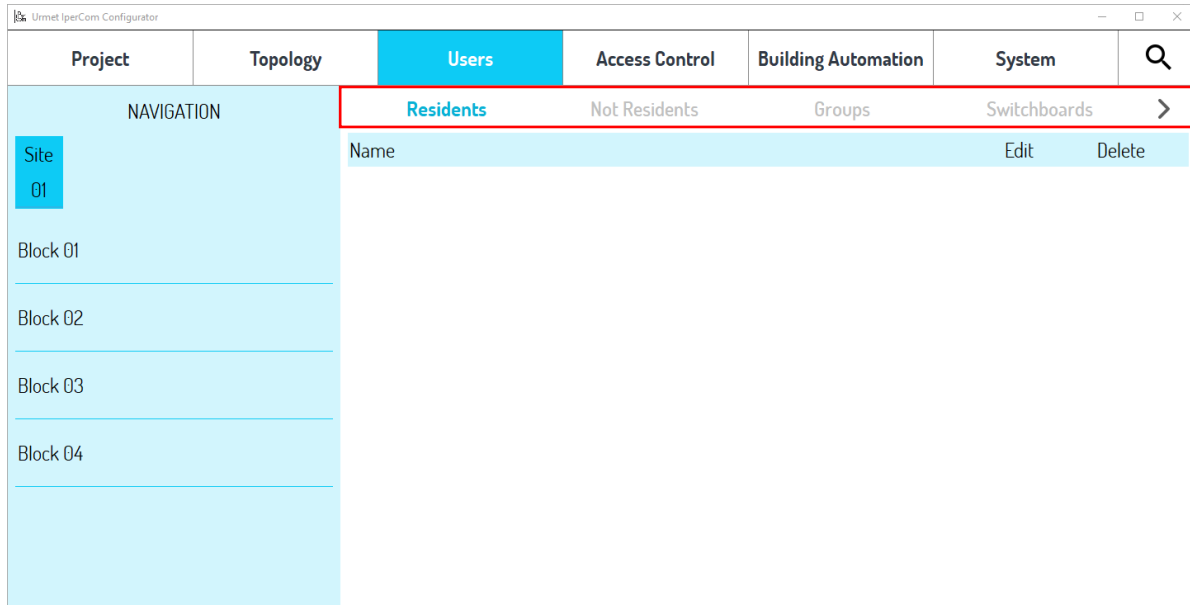 Urmet IperCom Configurator
Project Topology Users Access Control Building Automation System
NAVIGATION
Residents Not Residents Groups Switchboards
Site
01
Name Edit Delete
Block 01
Block 02
Block 03
Block 04